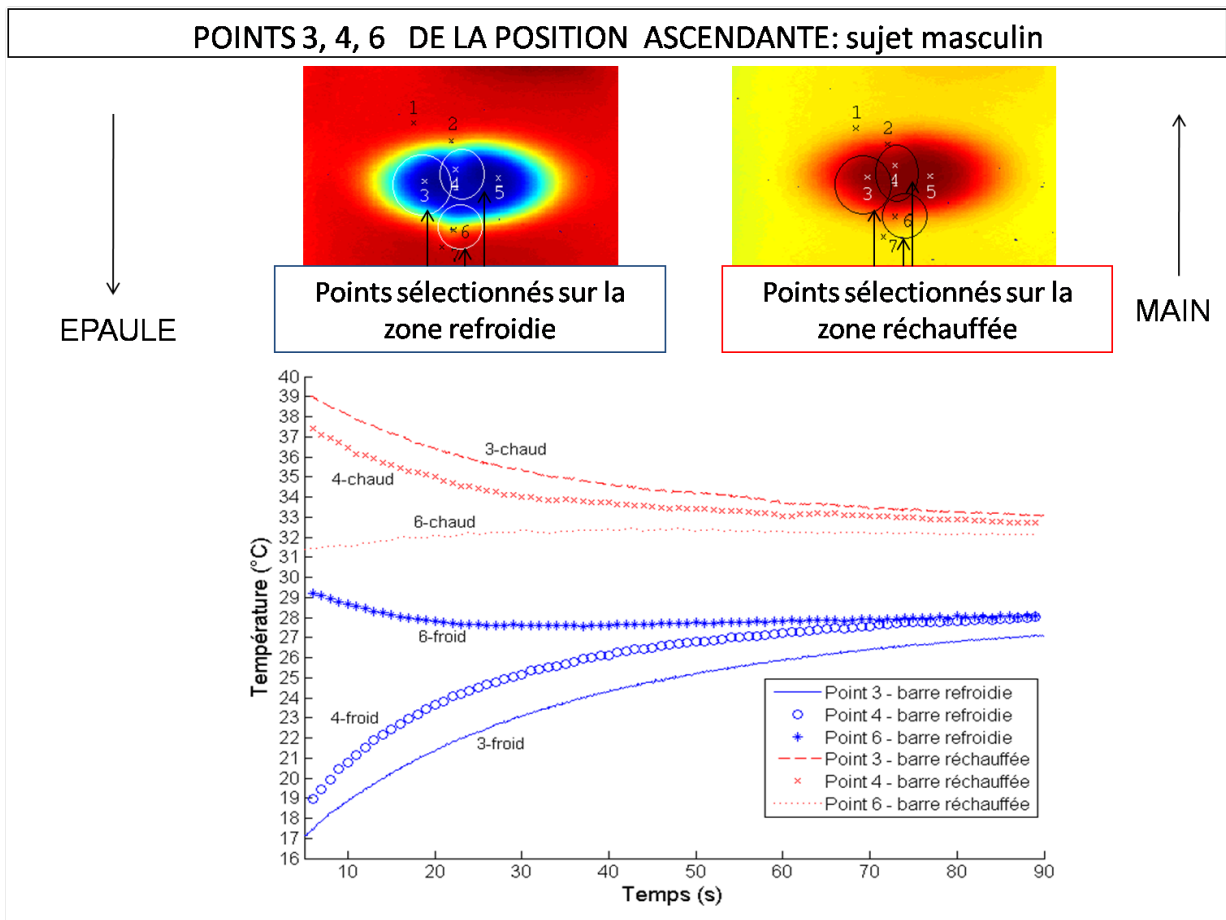 POINTS 3, 4, 6 DE LA POSITION ASCENDANTE: sujet masculin
1
2
3
4
5
6
7
1
2
3
4
5
6
7
EPAULE
Points sélectionnés sur la
zone refroidie
Points sélectionnés sur la
zone réchauffée
MAIN
Température (°C)
40
39
38
37
36
35
34
33
32
31
30
29
28
27
26
25
24
23
22
21
20
19
18
17
16
3-chaud
4-chaud
6-chaud
6-froid
4-froid
3-froid
Point 3 - barre refroidie
Point 4 - barre refroidie
Point 6 - barre refroidie
Point 3 - barre réchauffée
Point 4 - barre réchauffée
Point 6 - barre réchauffée
10 20 30 40 50 60 70 80 90
Temps (s)